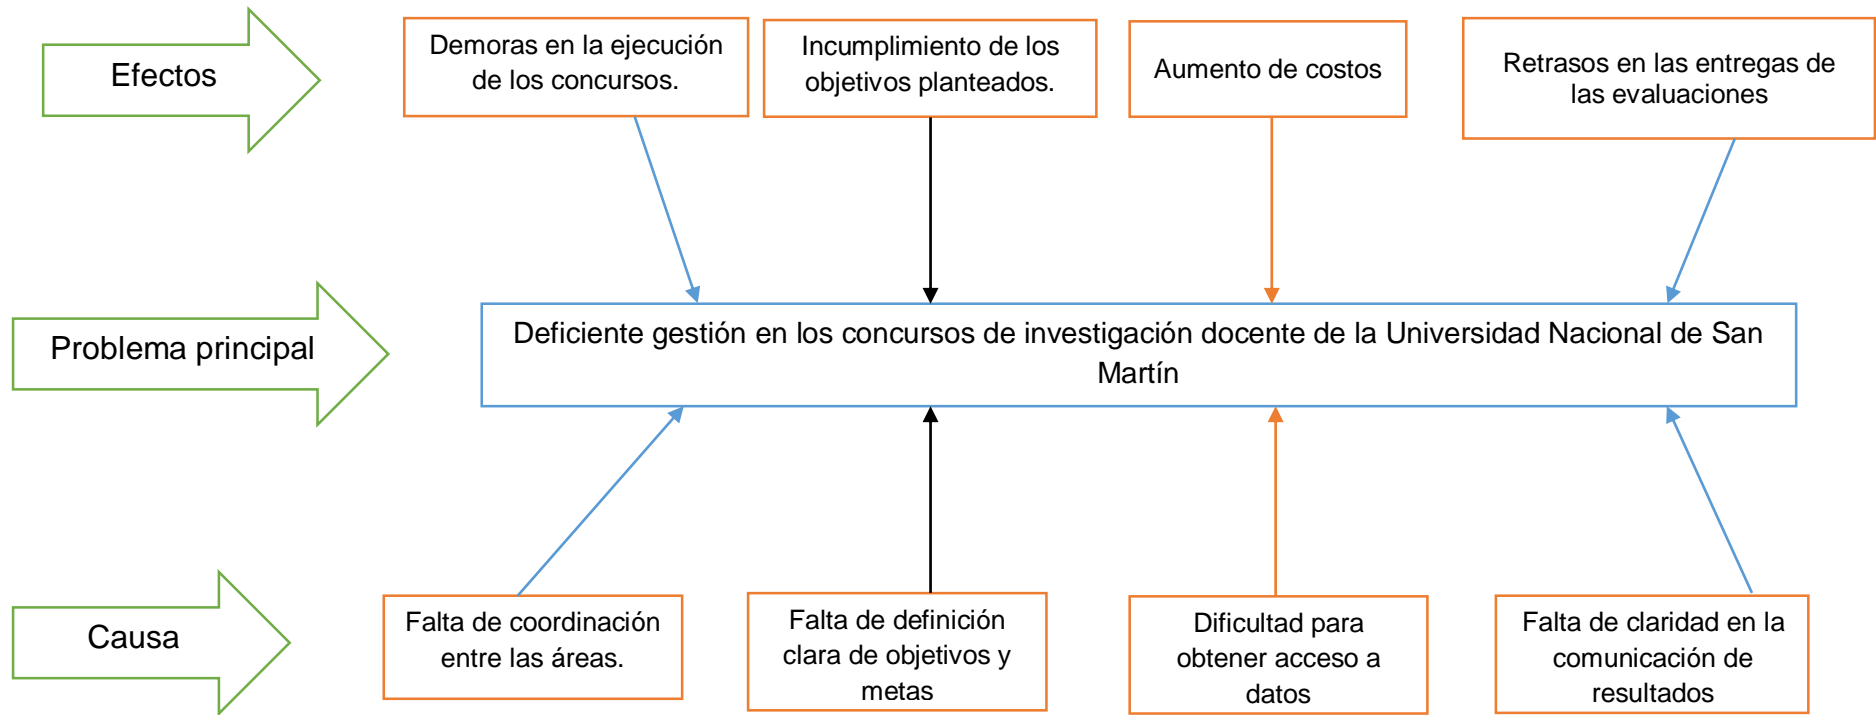 Efectos
Demoras en la ejecución
de los concursos.
Incumplimiento de los
objetivos planteados.
Aumento de costos
Retrasos en las entregas de
las evaluaciones
Problema principal
Deficiente gestión en los concursos de investigación docente de la Universidad Nacional de San
Martín
Causa
Falta de coordinación
entre las áreas.
Falta de definición
clara de objetivos y
metas
Dificultad para
obtener acceso a
datos
Falta de claridad en la
comunicación de
resultados